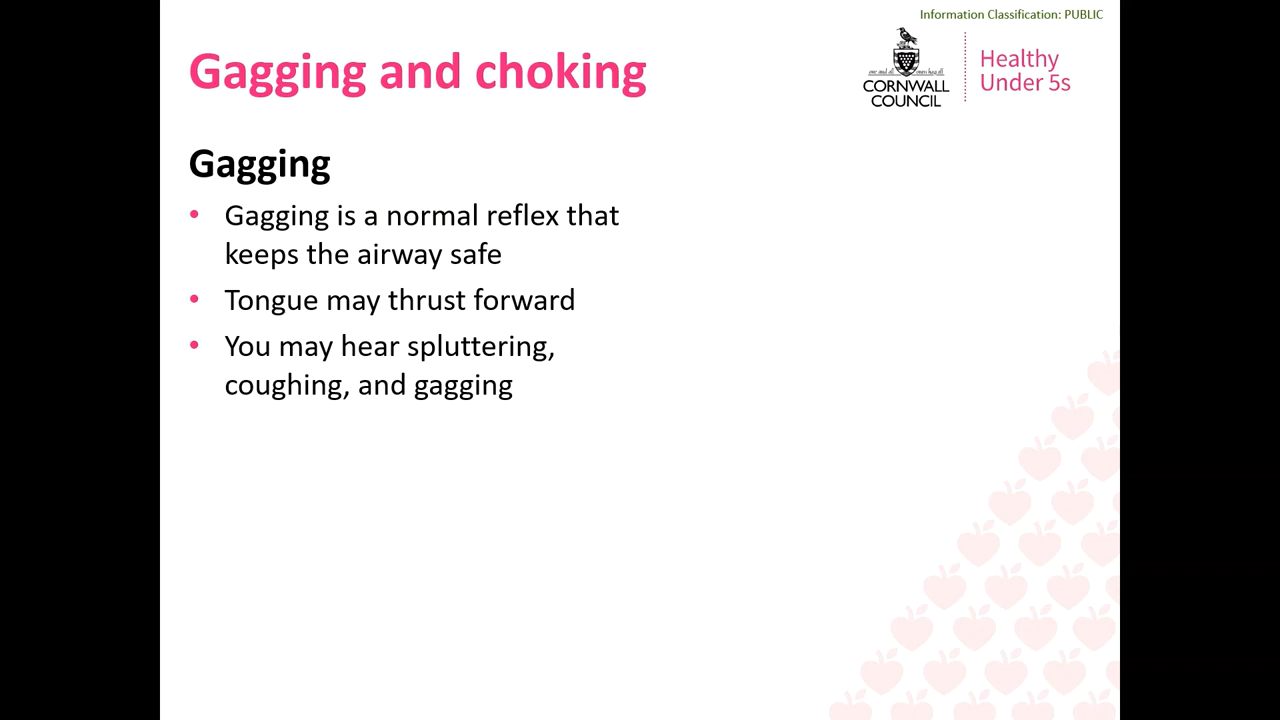 Information Classification: PUBLIC
Gagging and choking
CORNWALL
COUNCIL
Healthy
Under 5s
Gagging
• Gagging is a normal reflex that
keeps the airway safe
• Tongue may thrust forward
• You may hear spluttering,
coughing, and gagging